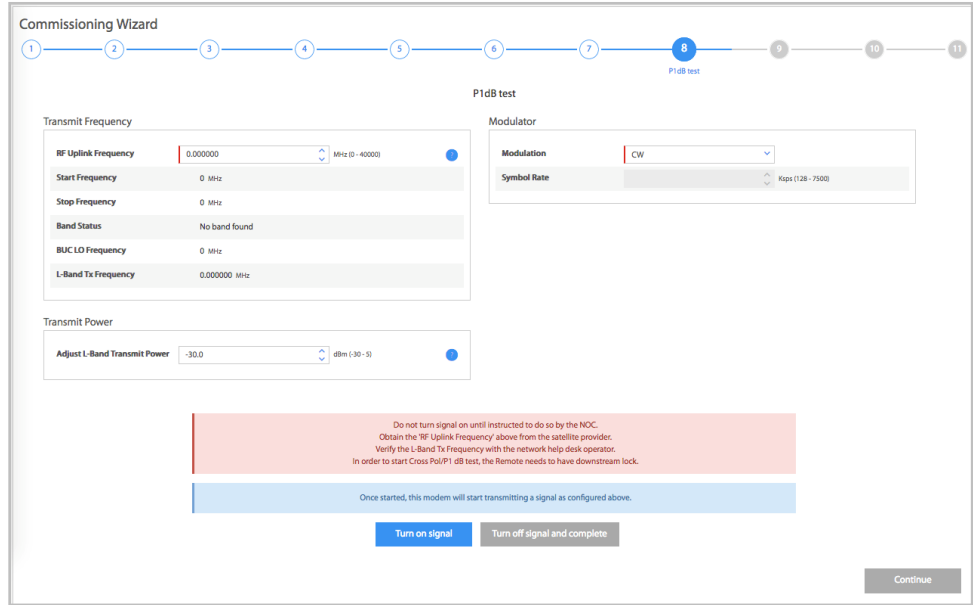 Commissioning Wizard
1 2 3 4 5 6 7 8 9 10 11
P1dB test
P1dB test
Transmit Frequency
RF Uplink Frequency 0.000000 MHz (0 - 40000)
Start Frequency 0 MHz
Stop Frequency 0 MHz
Band Status No band found
BUC LO Frequency 0 MHz
L-Band Tx Frequency 0.000000 MHz
Modulator
Modulation CW
Symbol Rate Ksps (128 - 7500)
Transmit Power
Adjust L-Band Transmit Power -30.0 dBm (-30 - 5)
Do not turn signal on until instructed to do so by the NOC.
Obtain the 'RF Uplink Frequency' above from the satellite provider.
Verify the L-Band Tx Frequency with the network help desk operator.
In order to start Cross Pol/P1 dB test, the Remote needs to have downstream lock.
Once started, this modem will start transmitting a signal as configured above.
Turn on signal Turn off signal and complete
Continue